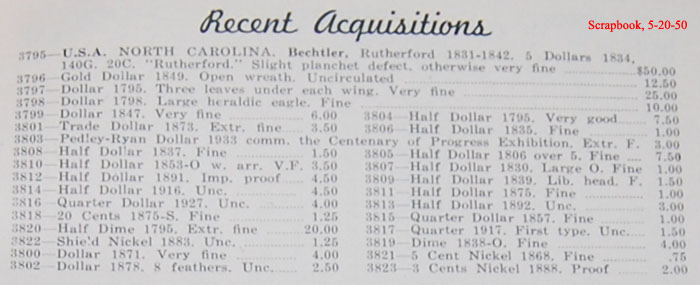 Recent Acquisitions
Scrapbook, 5-20-50
3795—U.S.A. NORTH CAROLINA. Bechtler, Rutherford 1831-1842. 5 Dollars 1834, 140G. 20C. "Rutherford." Slight planchet defect, otherwise very fine $50.00
3796—Gold Dollar 1849. Open wreath. Uncirculated 12.50
3797—Dollar 1795. Three leaves under each wing. Very fine 25.00
3798—Dollar 1798. Large heraldic eagle. Fine 10.00
3799—Dollar 1847. Very fine 6.00
3801—Trade Dollar 1873. Extr. fine 3.50
3804—Half Dollar 1795. Very good 7.50
3806—Half Dollar 1835. Fine 1.00
3803—Pedley-Ryan Dollar 1933 comm. the Centenary of Progress Exhibition. Extr. F. 3.00
3808—Half Dollar 1837. Fine 1.50
3810—Half Dollar 1853-O w. arr. V.F. 3.50
3812—Half Dollar 1891. Imp. proof 4.50
3814—Half Dollar 1916. Unc. 4.50
3816—Quarter Dollar 1927. Unc. 4.00
3818—20 Cents 1875-S. Fine 1.25
3820—Half Dime 1795. Extr. fine 20.00
3822—Shie'd Nickel 1883. Unc. 1.25
3800—Dollar 1871. Very fine 4.00
3802—Dollar 1878. 8 feathers. Unc. 2.50
3805—Half Dollar 1806 over 5. Fine 7.50
3807—Half Dollar 1830. Large O. Fine 1.00
3809—Half Dollar 1839. Lib. head. F. 1.50
3811—Half Dollar 1875. Fine 1.00
3813—Half Dollar 1892. Unc. 3.00
3815—Quarter Dollar 1857. Fine 1.00
3817—Quarter 1917. First type. Unc. 1.50
3819—Dime 1838-O. Fine 4.00
3821—5 Cent Nickel 1868. Fine .75
3823—3 Cents Nickel 1888. Proof 2.00